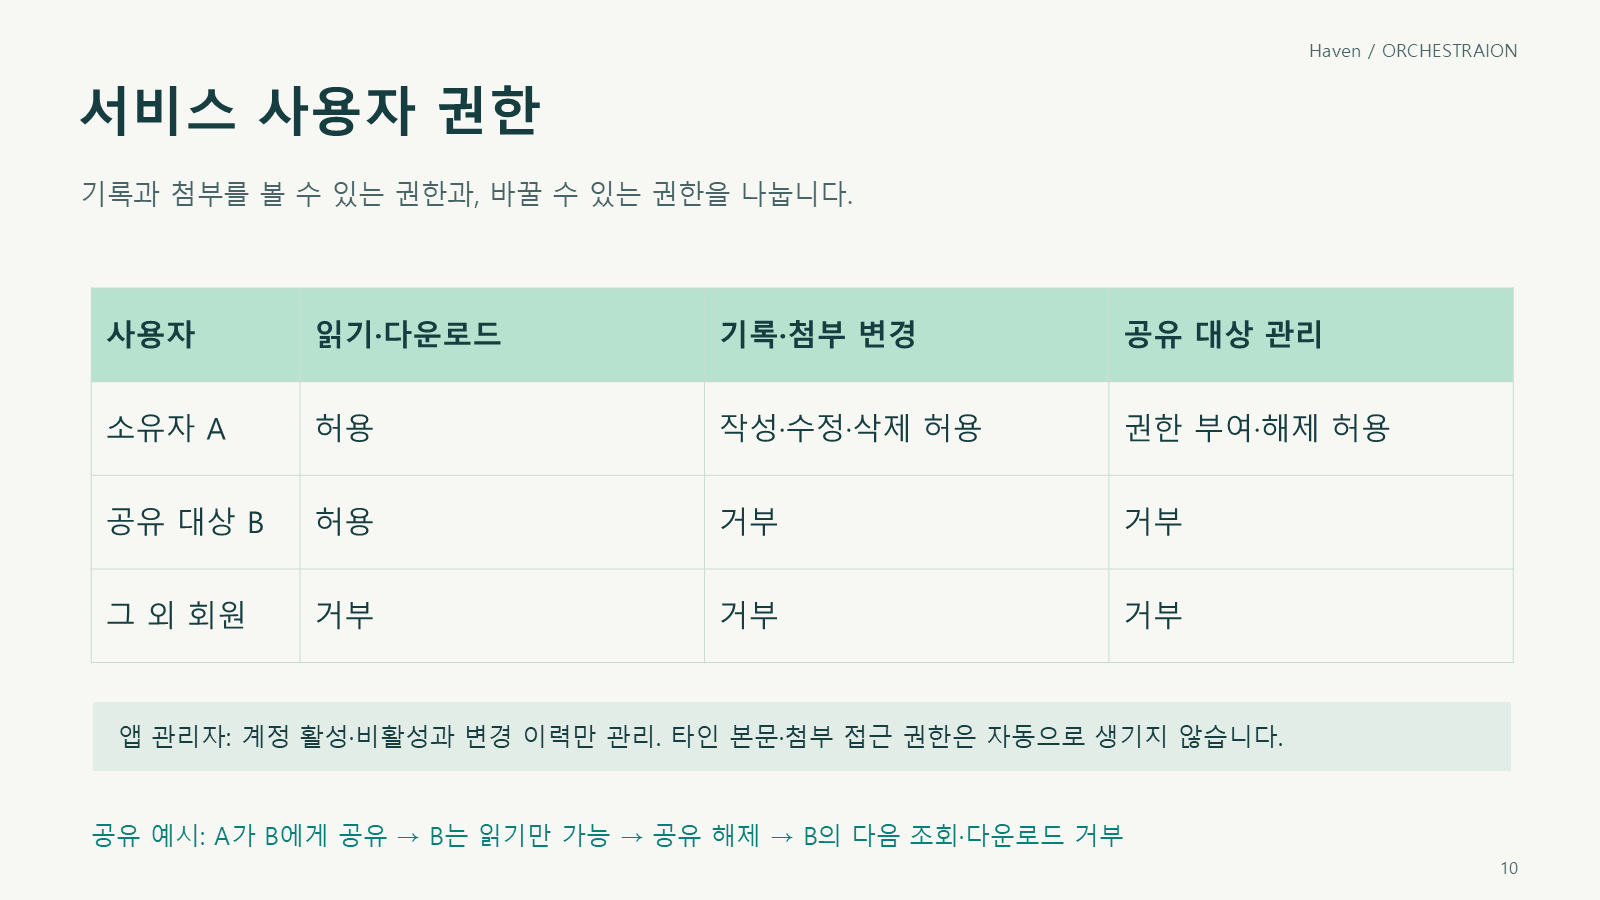 Haven / ORCHESTRAION
서비스 사용자 권한
기록과 첨부를 볼 수 있는 권한과, 바꿀 수 있는 권한을 나눕니다.
사용자 읽기·다운로드 기록·첨부 변경 공유 대상 관리
소유자 A 허용 작성·수정·삭제 허용 권한 부여·해제 허용
공유 대상 B 허용 거부 거부
그 외 회원 거부 거부 거부
앱 관리자: 계정 활성·비활성과 변경 이력만 관리. 타인 본문·첨부 접근 권한은 자동으로 생기지 않습니다.
공유 예시: A가 B에게 공유 → B는 읽기만 가능 → 공유 해제 → B의 다음 조회·다운로드 거부
10